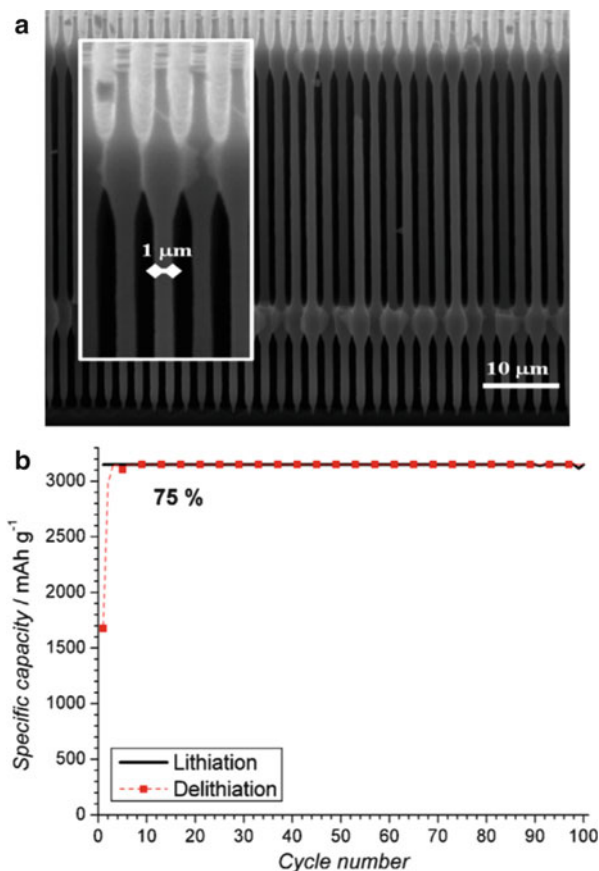 a
1 μm
10 μm
b
75 %
3000
2500
2000
1500
1000
500
0
Specific capacity / mAh g⁻¹
Lithiation
Delithiation
0 10 20 30 40 50 60 70 80 90 100
Cycle number